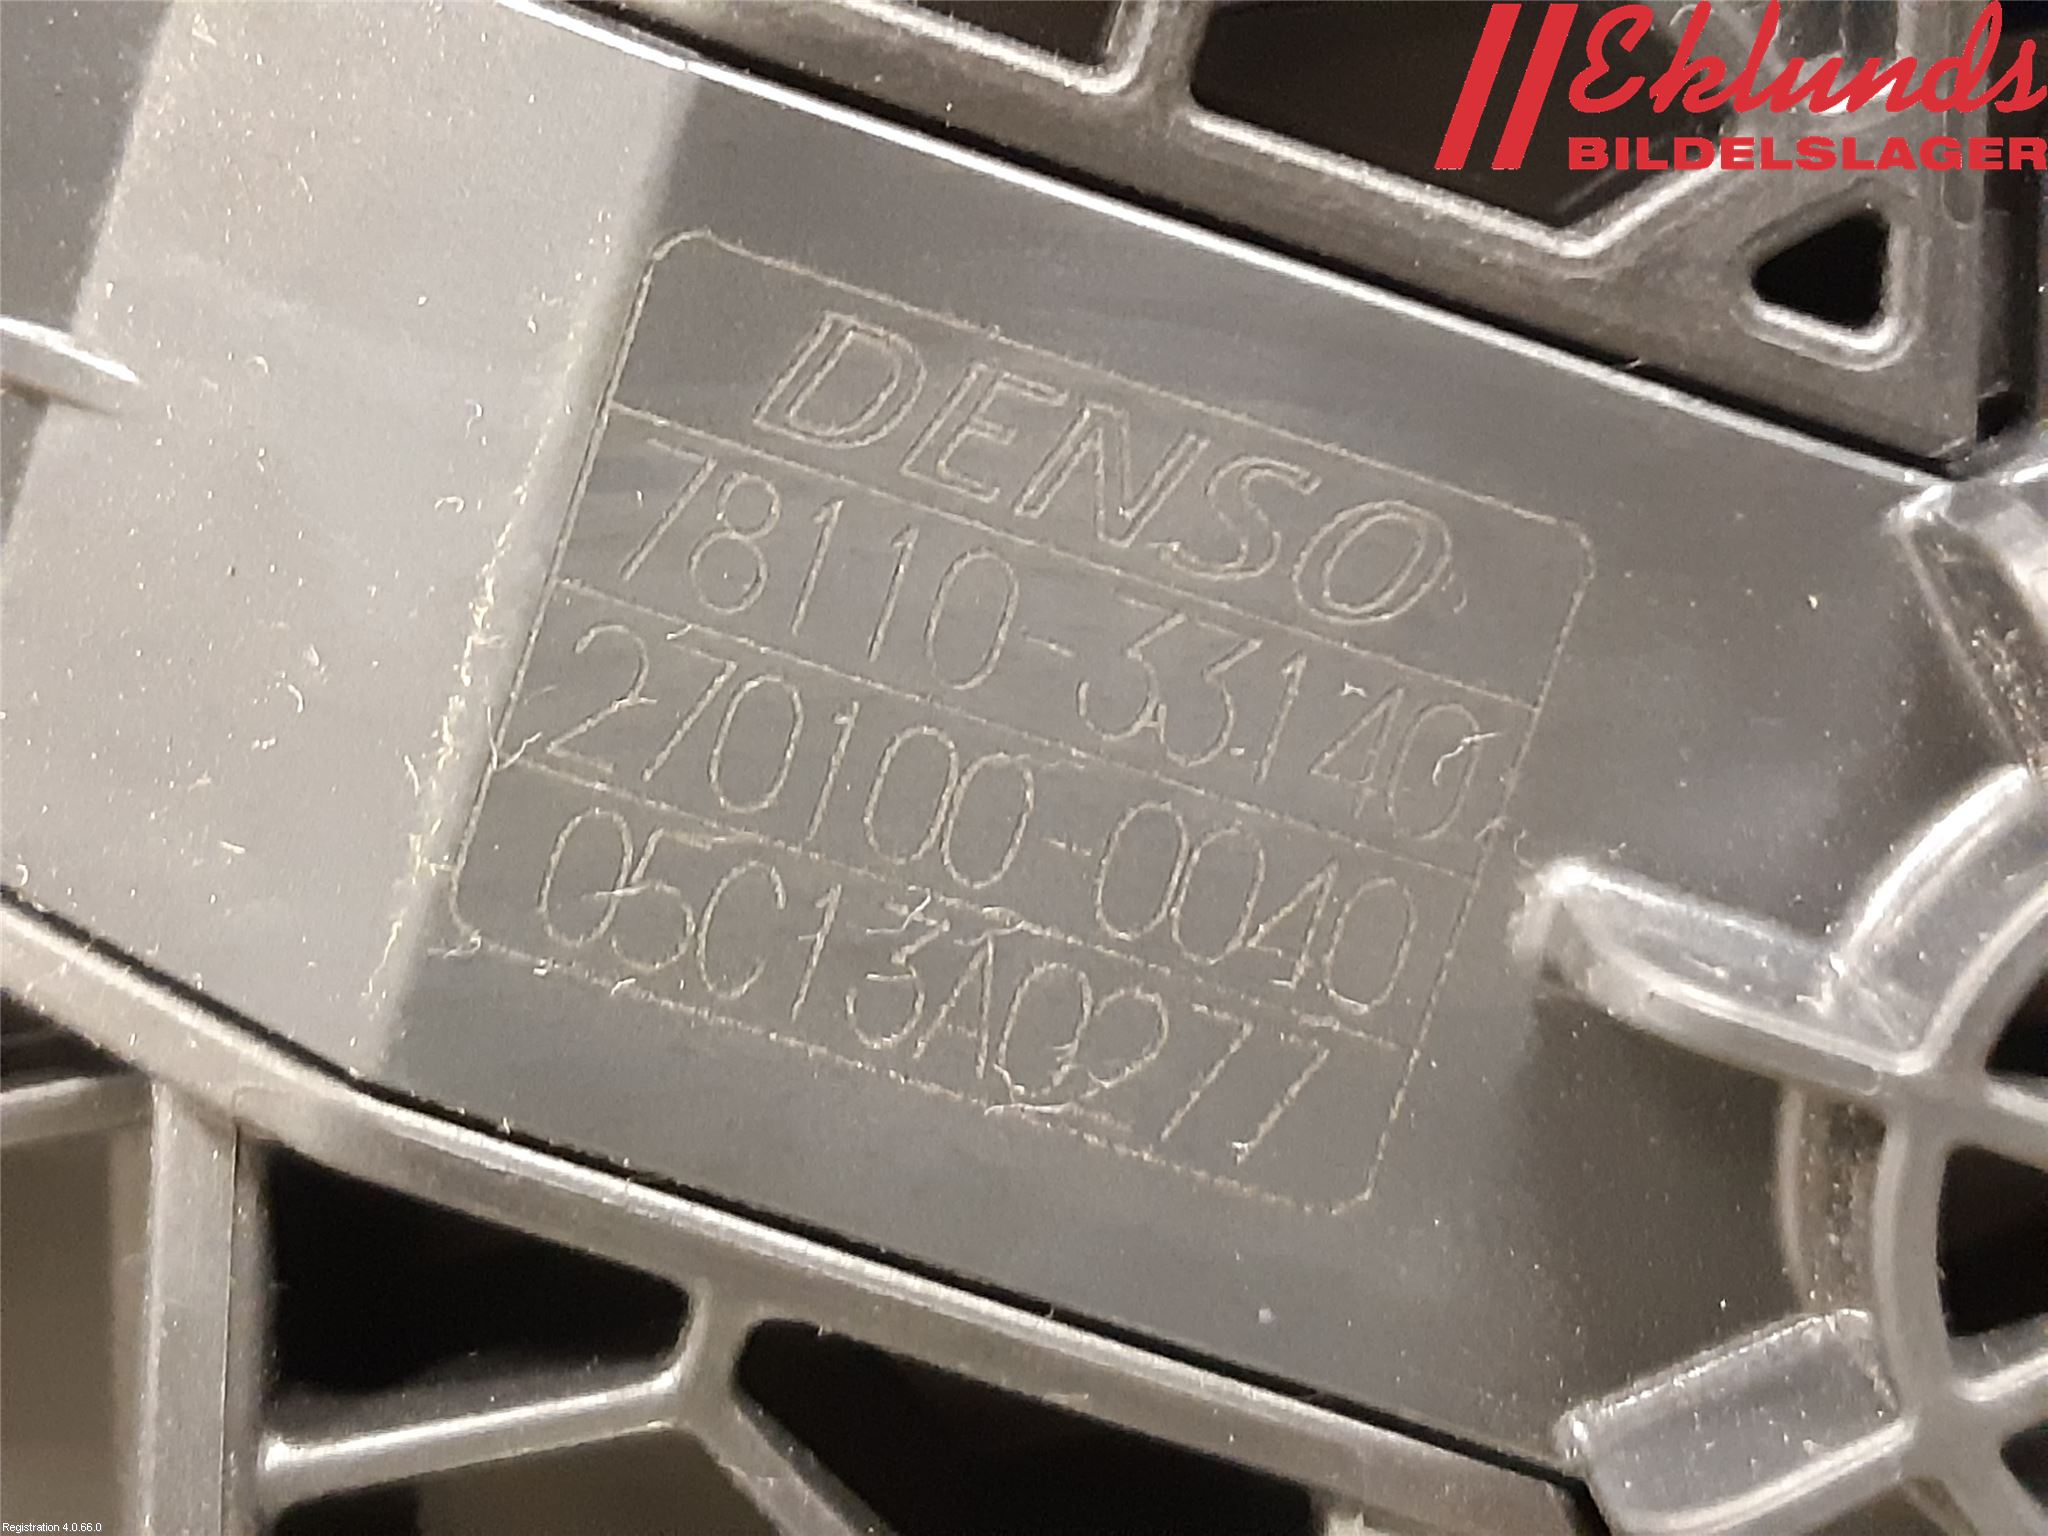 Eklunds
BILDELSLAGER
DENSO
78110-33140
270100-0040
05C13A0277
Registration 4.0.66.0